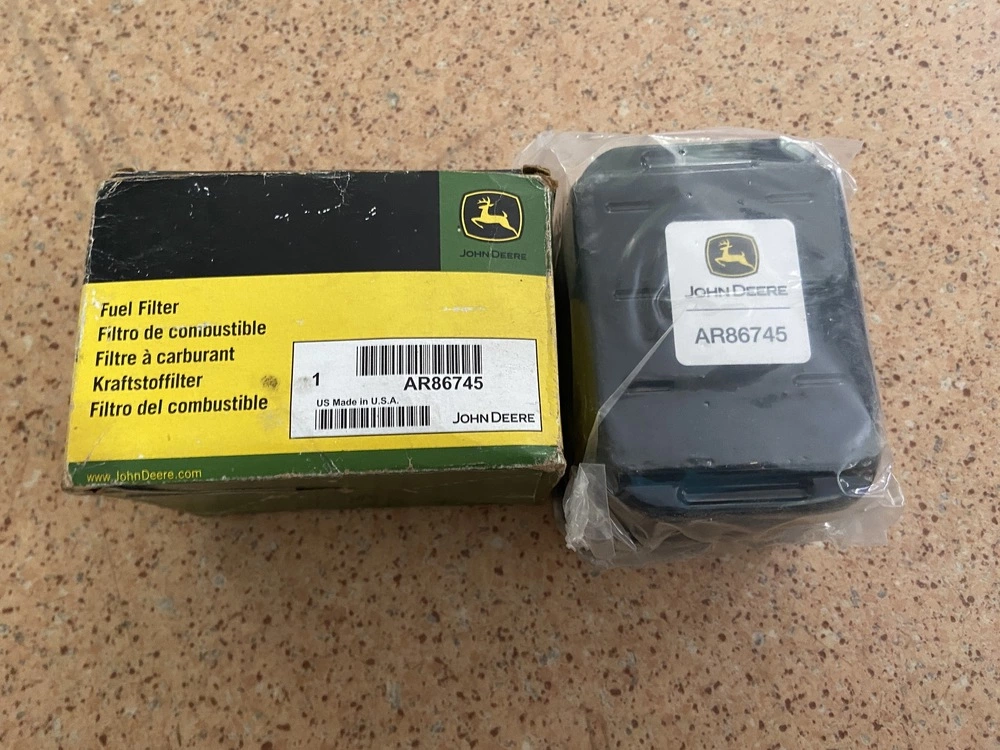 JOHN DEERE
Fuel Filter
Filtro de combustible
Filtre à carburant
Kraftstoffilter
Filtro del combustible
1
AR86745
US Made in U.S.A.
JOHN DEERE
www.JohnDeere.com
JOHN DEERE
AR86745